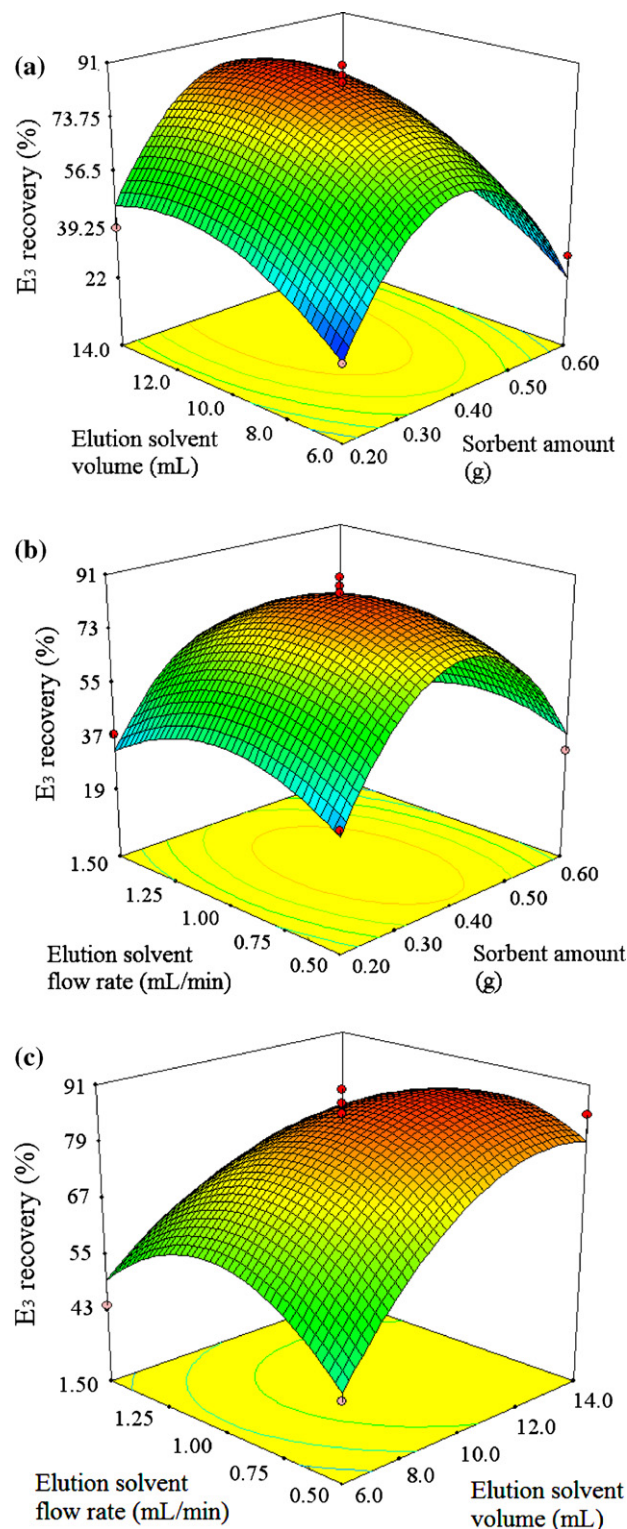 (a)
91
73.75
56.5
39.25
22
E3 recovery (%)
14.0
12.0
10.0
8.0
6.0
Elution solvent
volume (mL)
0.20
0.30
0.40
0.50
0.60
Sorbent amount
(g)
(b)
91
73
55
37
19
E3 recovery (%)
1.50
1.25
1.00
0.75
0.50
Elution solvent
flow rate (mL/min)
0.20
0.30
0.40
0.50
0.60
Sorbent amount
(g)
(c)
91
79
67
55
43
E3 recovery (%)
1.50
1.25
1.00
0.75
0.50
Elution solvent
flow rate (mL/min)
6.0
8.0
10.0
12.0
14.0
Elution solvent
volume (mL)